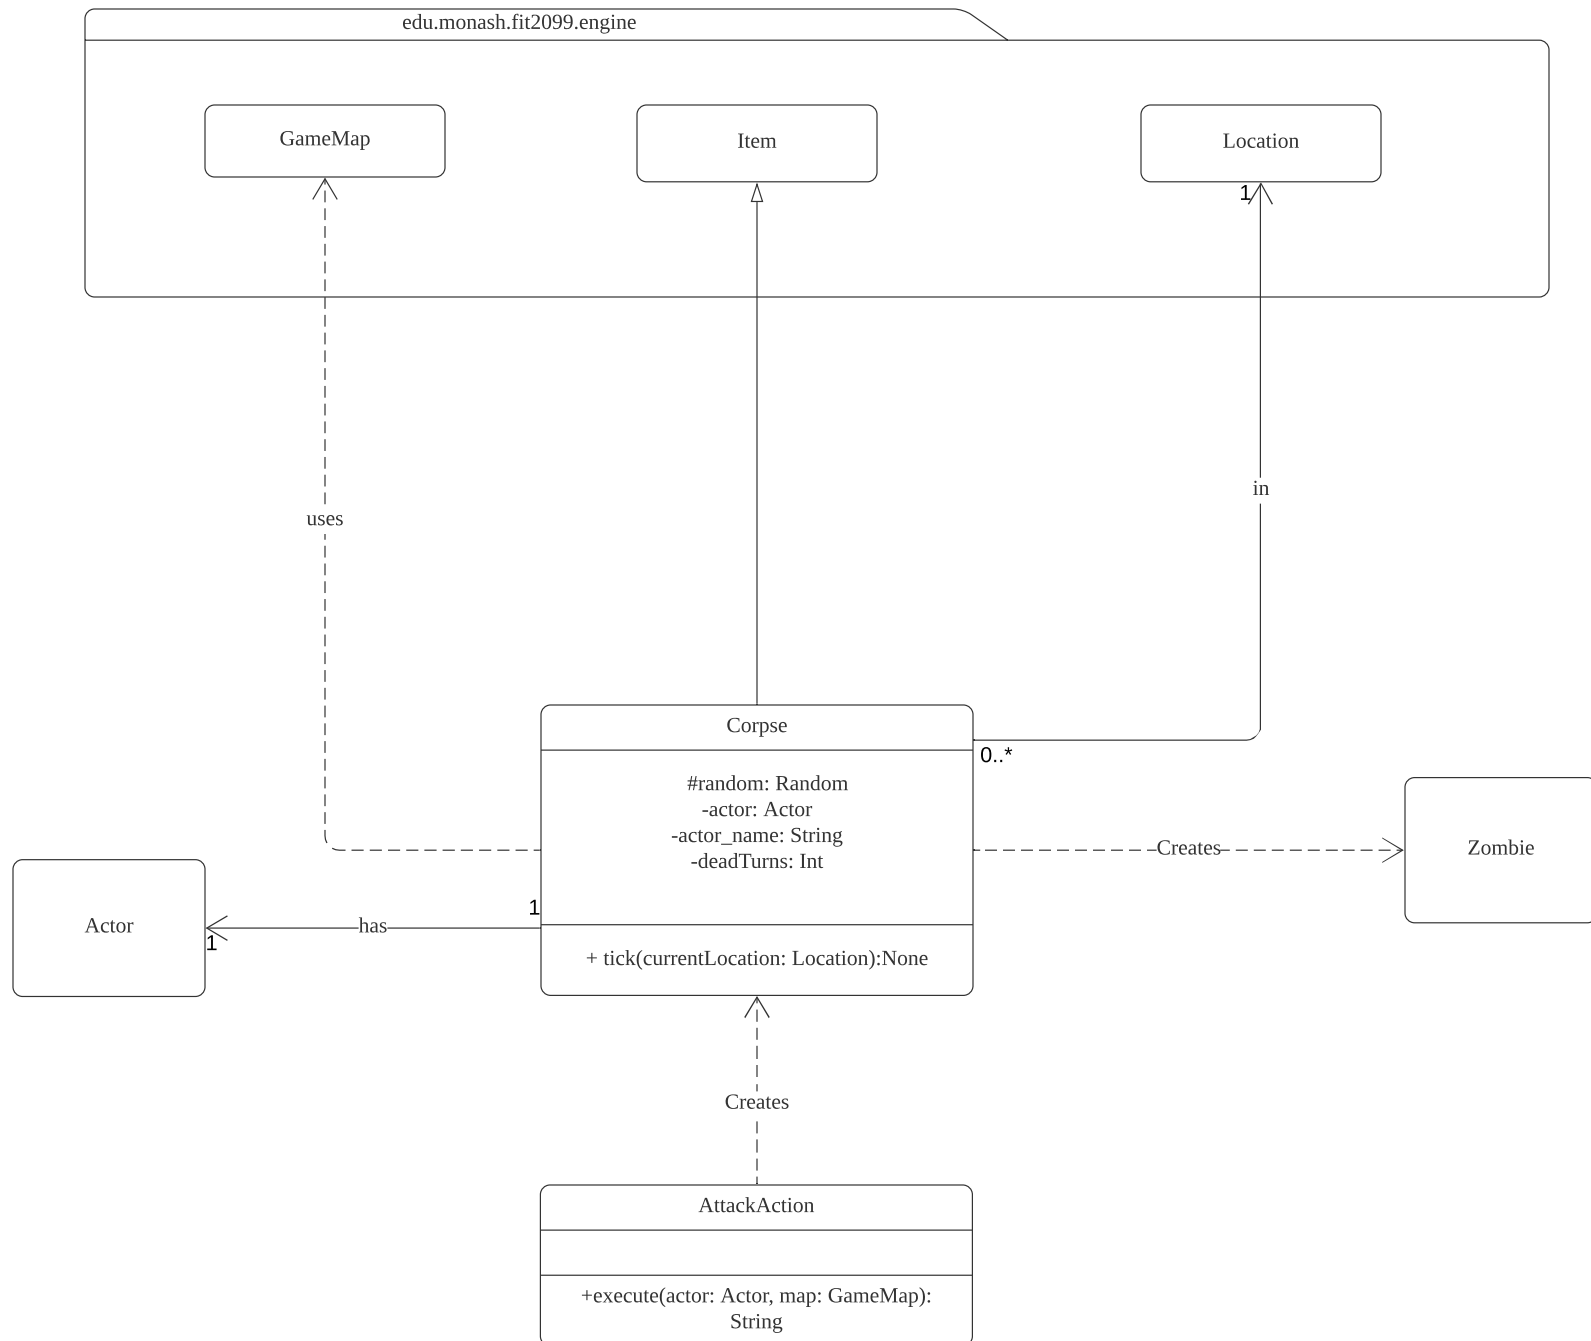 edu.monash.fit2099.engine
GameMap
Item
Location
1
uses
in
Corpse
0..*
#random: Random
-actor: Actor
-actor_name: String
-deadTurns: Int
Creates
Zombie
1
Actor
has
1
+ tick(currentLocation: Location):None
Creates
AttackAction
+execute(actor: Actor, map: GameMap):
String